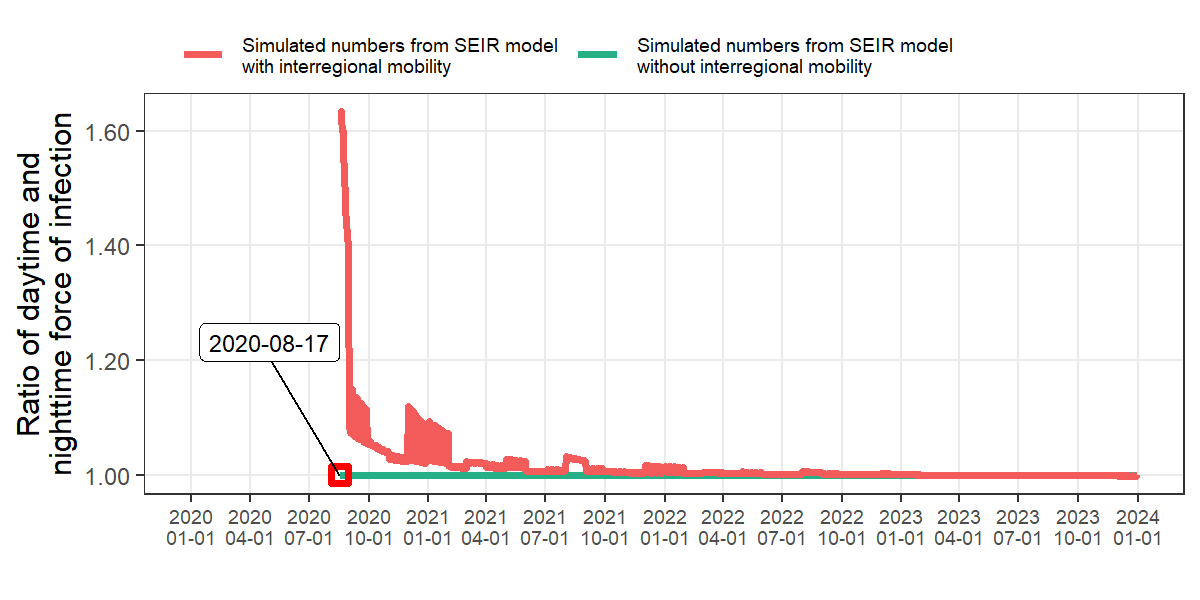 Simulated numbers from SEIR model
with interregional mobility
Simulated numbers from SEIR model
without interregional mobility
Ratio of daytime and
nighttime force of infection
1.60
1.40
1.20
1.00
2020-08-17
2020 2020 2020 2020 2021 2021 2021 2021 2022 2022 2022 2022 2023 2023 2023 2023 2024
01-01 04-01 07-01 10-01 01-01 04-01 07-01 10-01 01-01 04-01 07-01 10-01 01-01 04-01 07-01 10-01 01-01